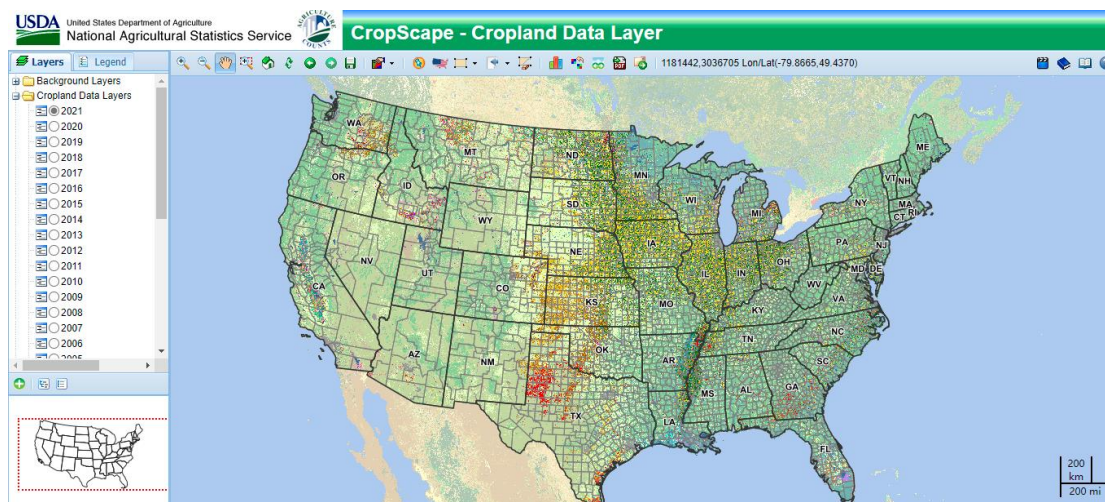 USDA United States Department of Agriculture
National Agricultural Statistics Service
AGRICULTURE COUNTS
CropScape - Cropland Data Layer
Layers Legend
1181442,3036705 Lon/Lat(-79.8665,49.4370)
Background Layers
Cropland Data Layers
2021
2020
2019
2018
2017
2016
2015
2014
2013
2012
2011
2010
2009
2008
2007
2006
2005
WA
MT
ND
MN
ME
OR
ID
WY
SD
WI
MI
VT
NH
NY
MA
CT
RI
NV
UT
CO
NE
IA
IL
IN
OH
PA
NJ
MD
DE
CA
KS
MO
WV
VA
KY
AZ
NM
OK
AR
TN
NC
SC
TX
LA
MS
AL
GA
FL
200
km
200 mi